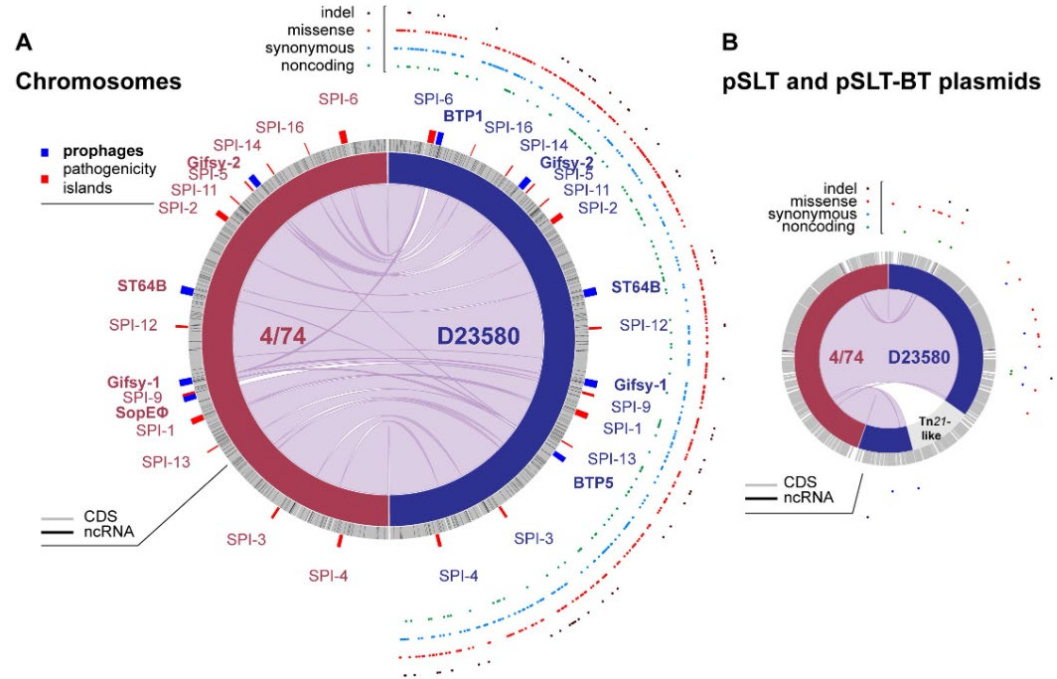 A
Chromosomes
indel
missense
synonymous
noncoding
prophages
pathogenicity
islands
SPI-6
SPI-16
SPI-14
Gifsy-2
SPI-5
SPI-11
SPI-2
ST64B
SPI-12
Gifsy-1
SPI-9
SopEΦ
SPI-1
SPI-13
SPI-3
SPI-4
4/74
D23580
SPI-6
BTP1
SPI-16
SPI-14
Gifsy-2
SPI-5
SPI-11
SPI-2
ST64B
SPI-12
Gifsy-1
SPI-9
SPI-1
SPI-13
BTP5
SPI-3
SPI-4
CDS
ncRNA
B
pSLT and pSLT-BT plasmids
indel
missense
synonymous
noncoding
4/74
D23580
Tn21-
like
CDS
ncRNA